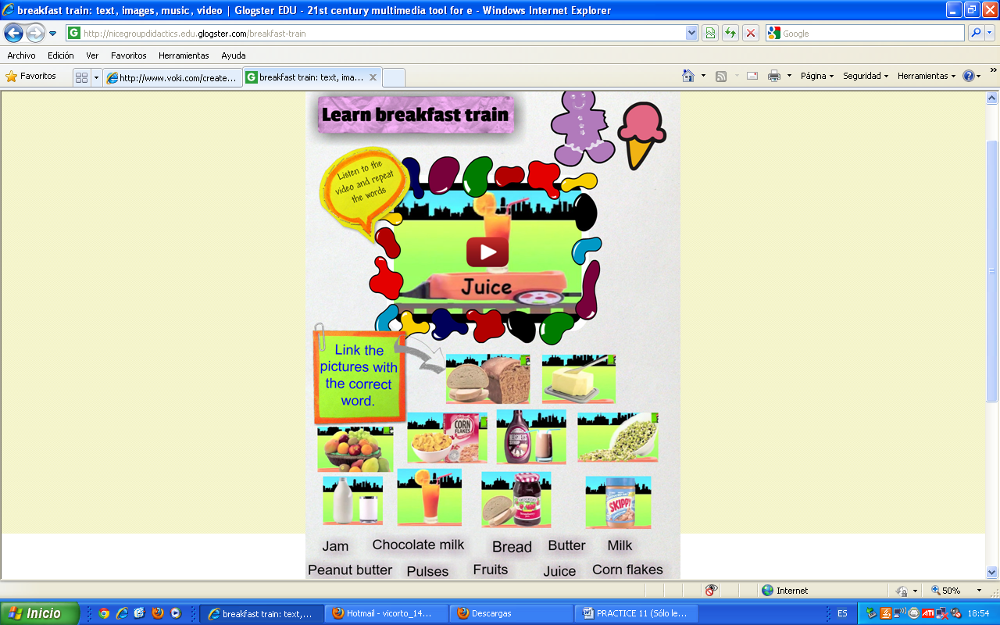 breakfast train: text, images, music, video | Glogster EDU - 21st century multimedia tool for e - Windows Internet Explorer
http://nicegroupdidactics.edu.glogster.com/breakfast-train
Google
Archivo Edición Ver Favoritos Herramientas Ayuda
Favoritos
http://www.voki.com/create...
breakfast train: text, ima...
Página Seguridad Herramientas
Learn breakfast train
Listen to the
video and repeat
the words
Juice
Link the
pictures with
the correct
word.
CORN
FLAKES
HERSHEY'S
SMUCKER'S
SKIPPY
Jam Chocolate milk Bread Butter Milk
Peanut butter Pulses Fruits Juice Corn flakes
Internet
50%
Inicio
breakfast train: text,...
Hotmail - vicorto_14...
Descargas
PRACTICE 11 (Sólo le...
ES
ATI
18:54